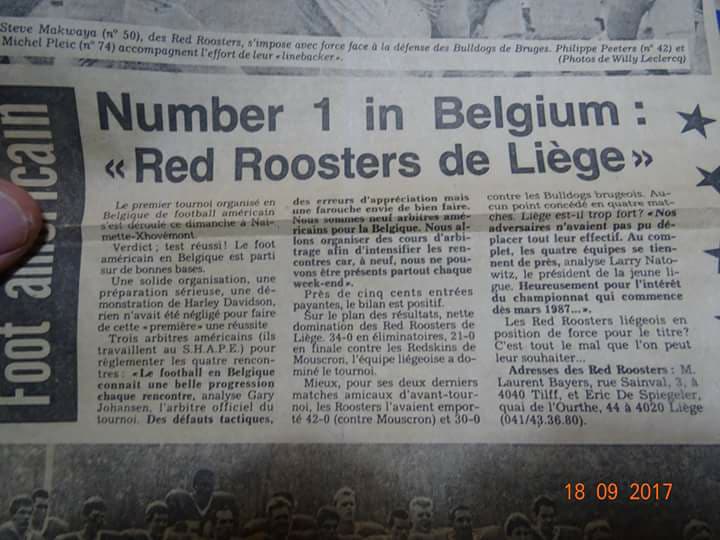 Steve Makwaya (nº 50), des Red Roosters, s'impose avec force face à la défense des Bulldogs de Bruges. Philippe Peeters (nº 42) et
Michel Pleic (nº 74) accompagnent l'effort de leur «linebacker».
(Photos de Willy Leclercq)
Foot américain
Number 1 in Belgium :
« Red Roosters de Liège »
Le premier tournoi organisé en
Belgique de football américain
s'est déroulé ce dimanche à Nai-
mette-Xhovémont.
Verdict ; test réussi! Le foot
américain en Belgique est parti
sur de bonnes bases.
Une solide organisation, une
préparation sérieuse, une dé-
monstration de Harley Davidson,
rien n'avait été négligé pour faire
de cette « première » une réussite
Trois arbitres américains (ils
travaillent au S.H.A.P.E.) pour
règlementer les quatre rencon-
tres : «Le football en Belgique
connait une belle progression
chaque rencontre, analyse Gary
Johansen, l'arbitre officiel du
tournoi. Des défauts tactiques,
des erreurs d'appréciation mais
une farouche envie de bien faire.
Nous sommes neuf arbitres amé-
ricains pour la Belgique. Nous al-
lons organiser des cours d'arbi-
trage afin d'intensifier les ren-
contres car, à neuf, nous ne pou-
vons être présents partout chaque
week-end».
Près de cinq cents entrées
payantes, le bilan est positif.
Sur le plan des résultats, nette
domination des Red Roosters de
Liège. 34-0 en éliminatoires, 21-0
en finale contre les Redskins de
Mouscron, l'équipe liégeoise a do-
miné le tournoi.
Mieux, pour ses deux derniers
matches amicaux d'avant-tour-
noi, les Roosters l'avaient empor-
té 42-0 (contre Mouscron) et 30-0
contre les Bulldogs brugeois. Au-
cun point concédé en quatre mat-
ches. Liège est-il trop fort? «Nos
adversaires n'avaient pas pu dé-
placer tout leur effectif. Au com-
plet, les quatre équipes se tien-
nent de près, analyse Larry Nato-
witz, le président de la jeune li-
gue. Heureusement pour l'intérêt
du championnat qui commence
dès mars 1987...».
Les Red Roosters liégeois en
position de force pour le titre?
C'est tout le mal que l'on peut
leur souhaiter...
Adresses des Red Roosters : M.
Laurent Bayers, rue Sainval, 3, à
4040 Tilff, et Eric De Spiegeler,
quai de l'Ourthe, 44 à 4020 Liège
(041/43.36.80).
18 09 2017